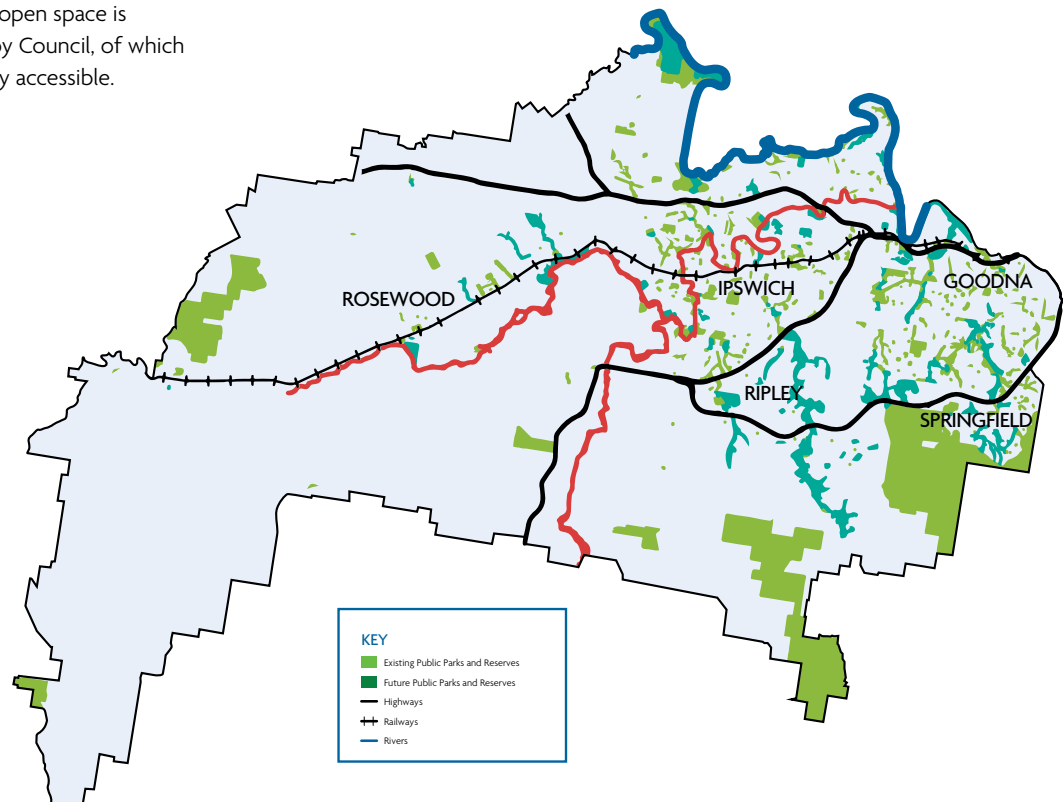 open space is
by Council, of which
y accessible.
ROSEWOOD
IPSWICH
GOODNA
RIPLEY
SPRINGFIELD
KEY
Existing Public Parks and Reserves
Future Public Parks and Reserves
Highways
Railways
Rivers